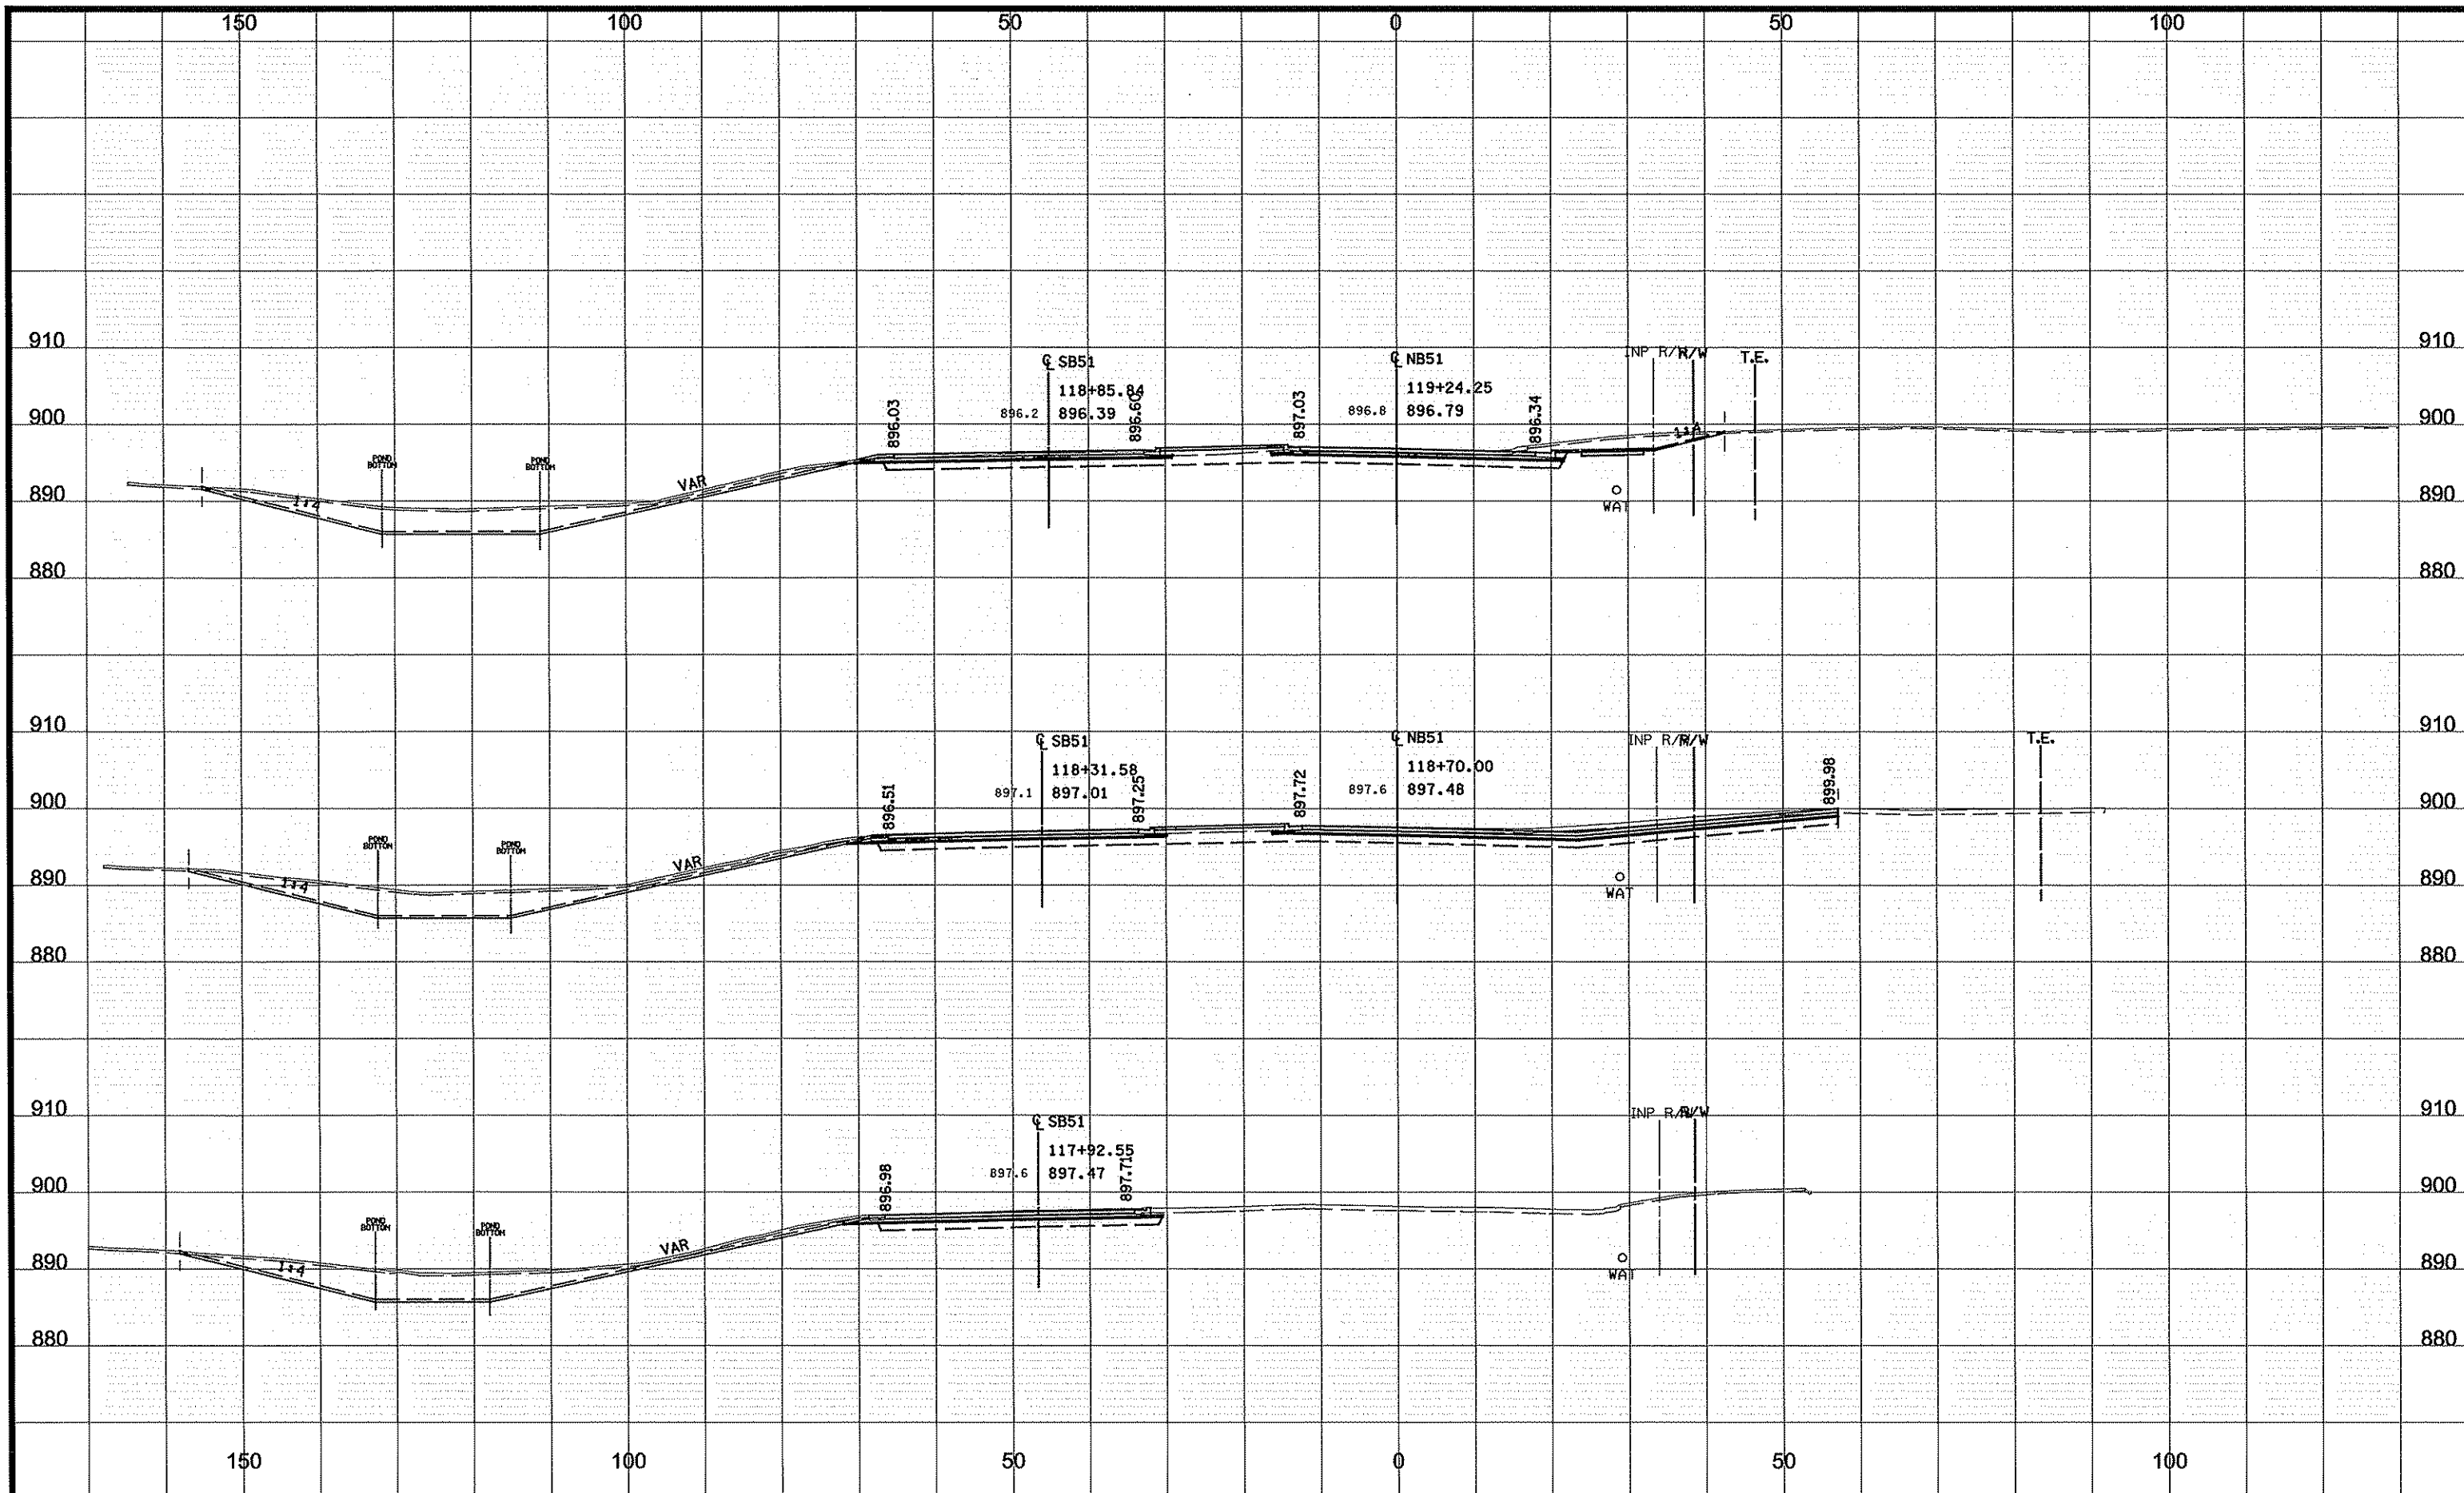 150 100 50 0 50 100
910 910
℄ SB51 ℄ NB51 INP R/W R/W T.E.
118+85.84 119+24.25
896.2 896.39 896.8 896.79
896.03 896.60 897.03 896.34
900 900
1:4
POND BOTTOM POND BOTTOM
VAR
890 1:4 890
WAT
880 880
910 910
℄ SB51 ℄ NB51 INP R/W R/W T.E.
118+31.58 118+70.00
897.1 897.01 897.6 897.48
896.51 897.25 897.72 899.98
900 900
POND BOTTOM POND BOTTOM
VAR
890 1:4 890
WAT
880 880
910 910
℄ SB51 INP R/W R/W
117+92.55
897.6 897.47
896.98 897.71
900 900
POND BOTTOM POND BOTTOM
VAR
890 1:4 890
WAT
880 880
150 100 50 0 50 100